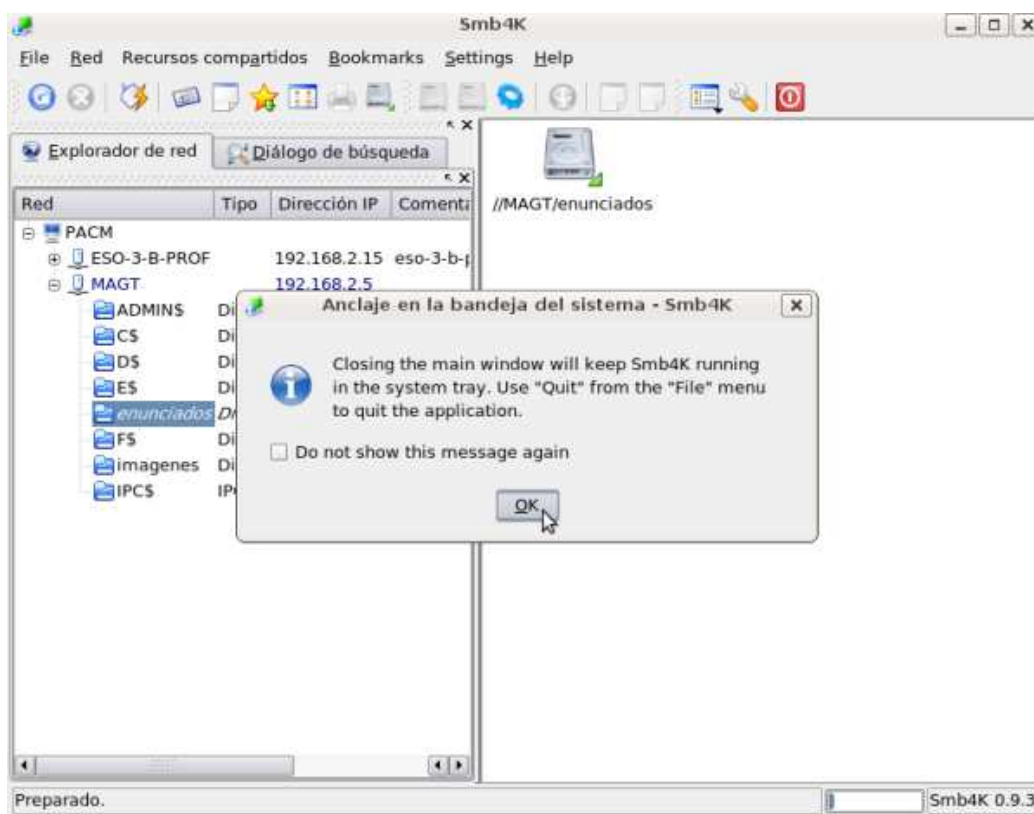 Smb4K
File Red Recursos compartidos Bookmarks Settings Help
Explorador de red Diálogo de búsqueda
Red Tipo Dirección IP
//MAGT/enunciados
PACM
ESO-3-B-PROF 192.168.2.15
MAGT 192.168.2.5
ADMIN$
C$
D$
E$
enunciados
F$
imagenes
IPC$
Anclaje en la bandeja del sistema - Smb4K
Closing the main window will keep Smb4K running
in the system tray. Use "Quit" from the "File" menu
to quit the application.
Do not show this message again
OK
Preparado. Smb4K 0.9.3